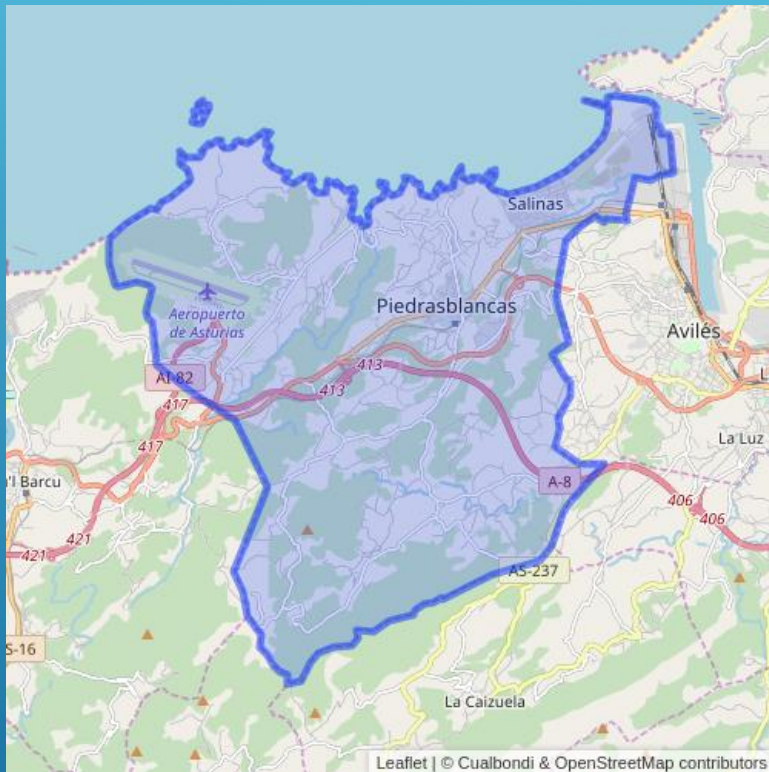 Salinas
Piedrasblancas
Aeropuerto
de Asturias
Avilés
AI-82
413
413
417
417
La Luz
u'l Barcu
A-8
406
406
421
421
AS-237
S-16
La Caizuela
Leaflet | © Cualbondi & OpenStreetMap contributors